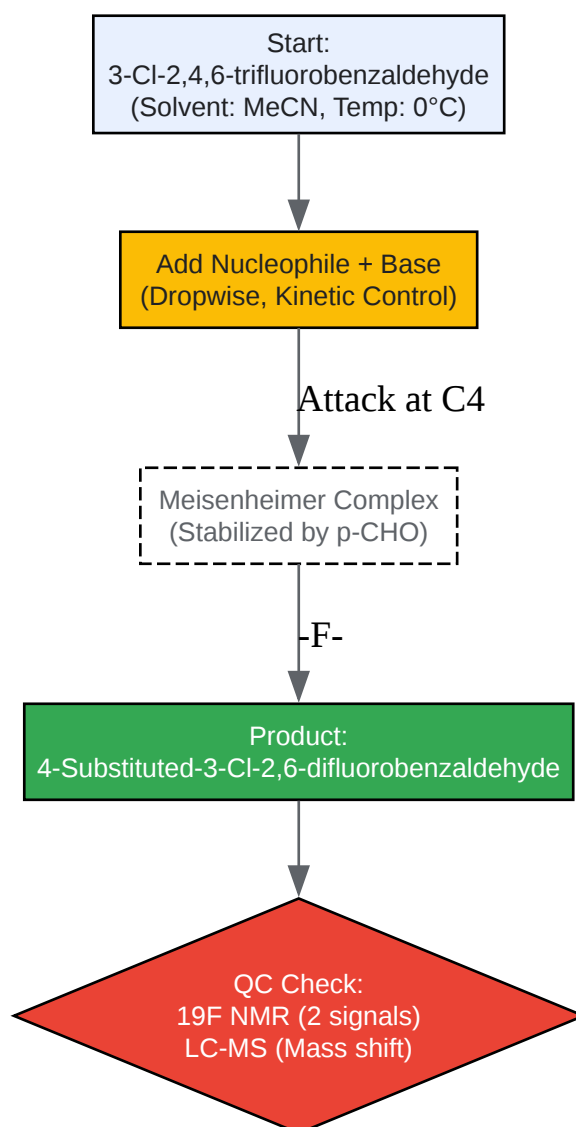 Start:
3-Cl-2,4,6-trifluorobenzaldehyde
(Solvent: MeCN, Temp: 0°C)
Add Nucleophile + Base
(Dropwise, Kinetic Control)
Attack at C4
Meisenheimer Complex
(Stabilized by p-CHO)
-F-
Product:
4-Substituted-3-Cl-2,6-difluorobenzaldehyde
QC Check:
19F NMR (2 signals)
LC-MS (Mass shift)